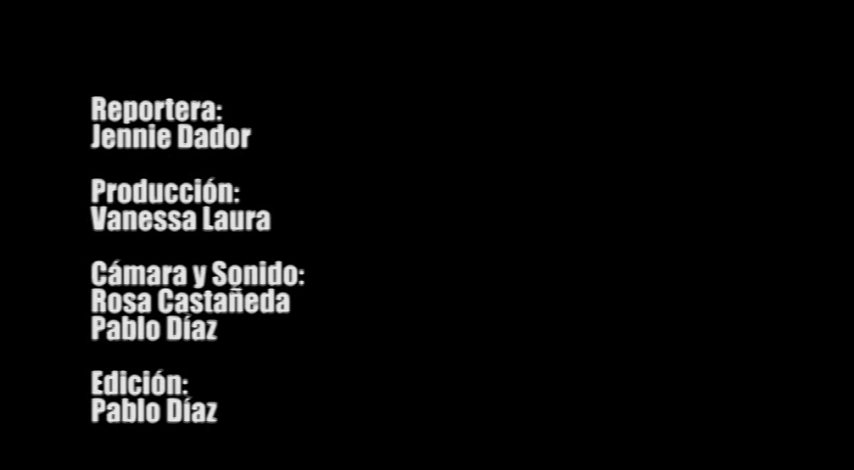 Reportera:
Jennie Dador
Producción:
Vanessa Laura
Cámara y Sonido:
Rosa Castañeda
Pablo Díaz
Edición:
Pablo Díaz